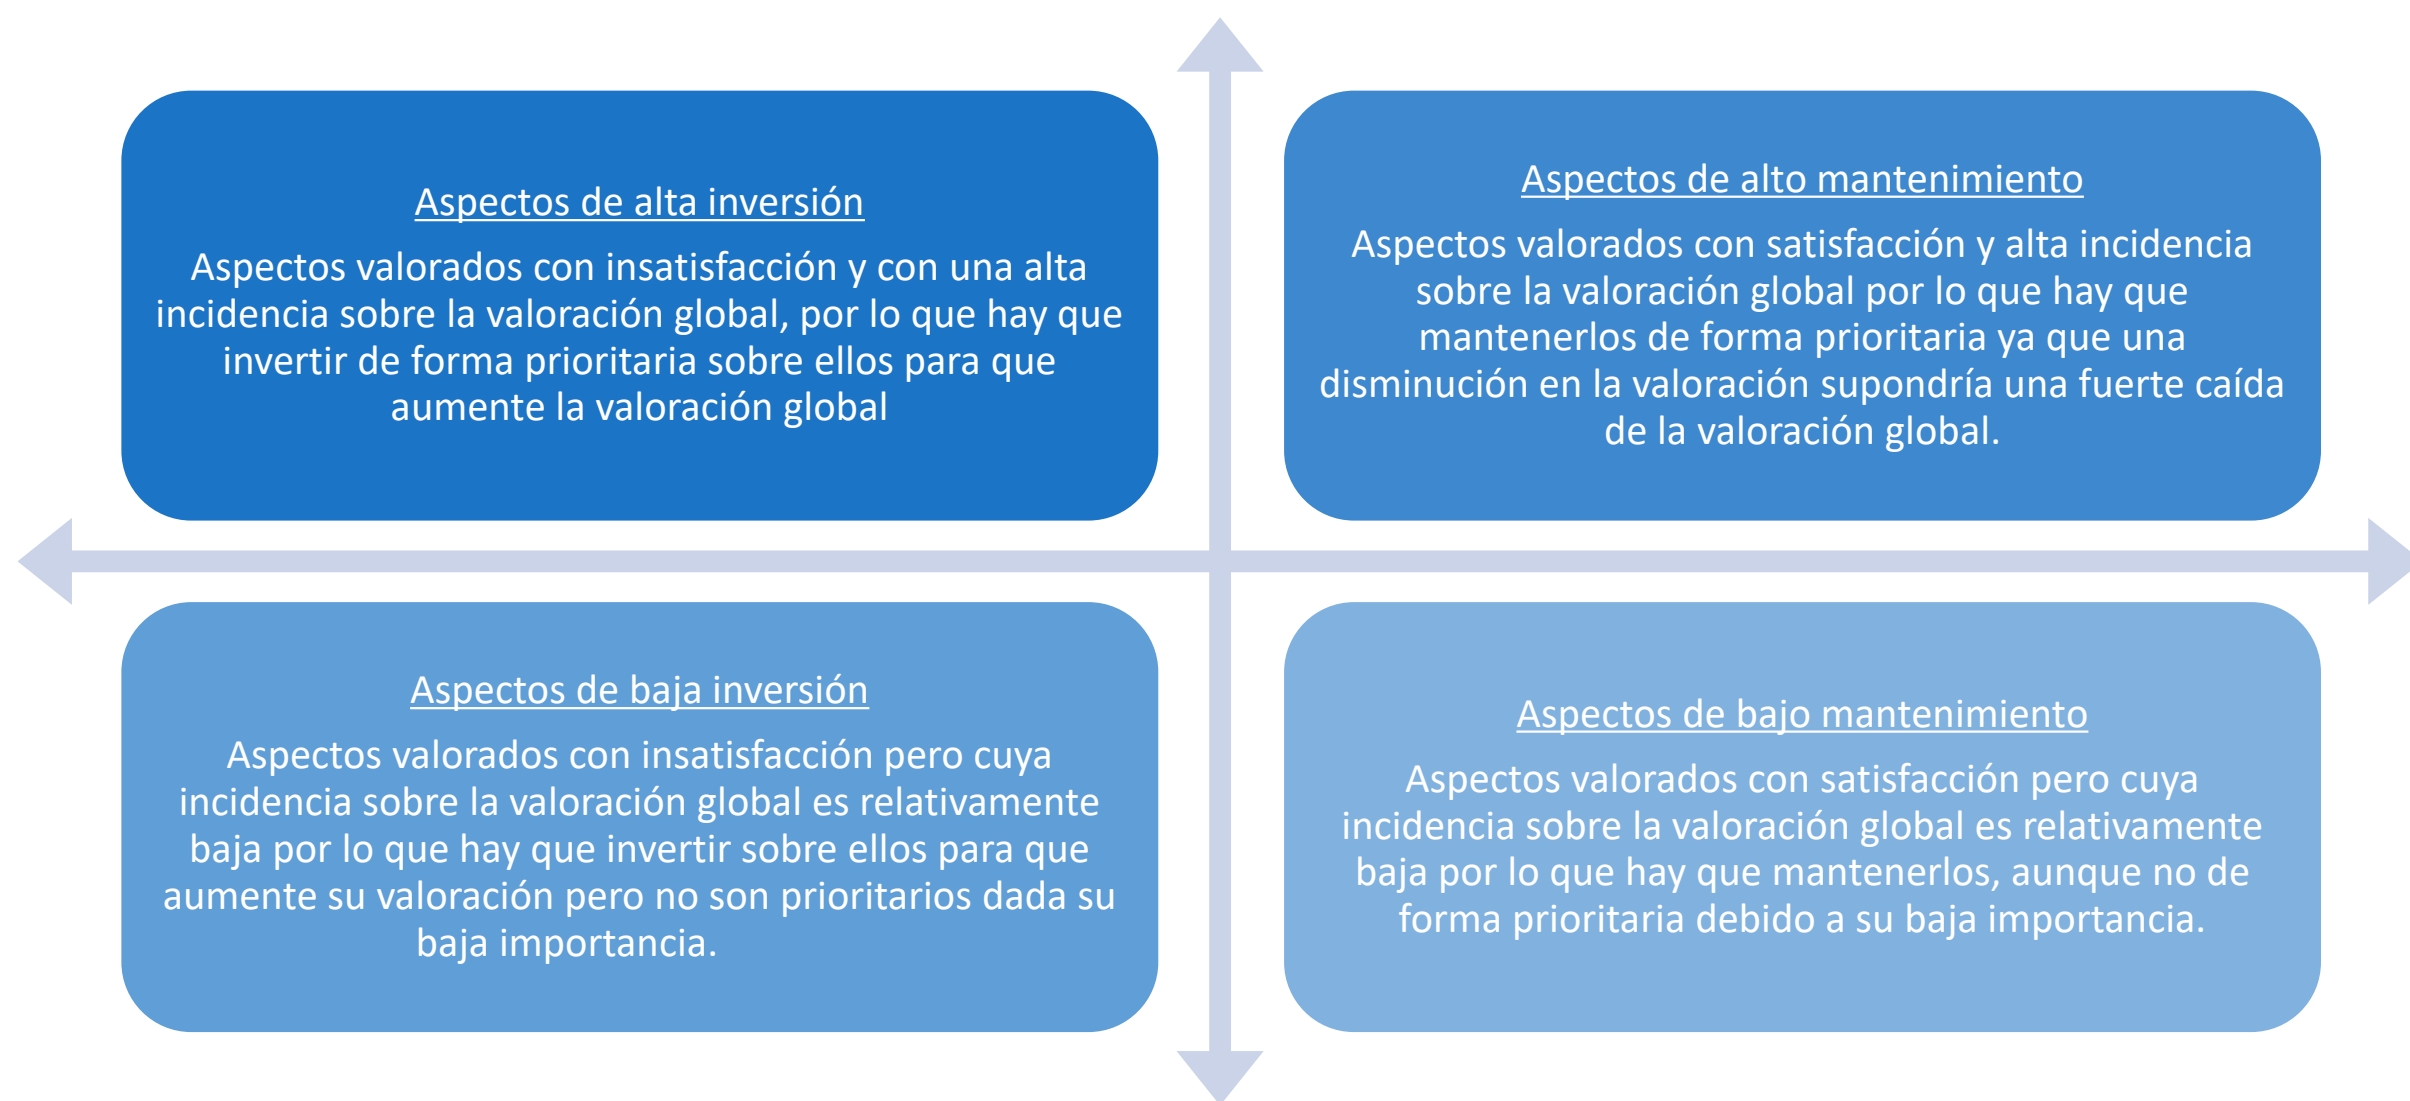 Aspectos de alta inversión
Aspectos valorados con insatisfacción y con una alta
incidencia sobre la valoración global, por lo que hay que
invertir de forma prioritaria sobre ellos para que
aumente la valoración global
Aspectos de alto mantenimiento
Aspectos valorados con satisfacción y alta incidencia
sobre la valoración global por lo que hay que
mantenerlos de forma prioritaria ya que una
disminución en la valoración supondría una fuerte caída
de la valoración global.
Aspectos de baja inversión
Aspectos valorados con insatisfacción pero cuya
incidencia sobre la valoración global es relativamente
baja por lo que hay que invertir sobre ellos para que
aumente su valoración pero no son prioritarios dada su
baja importancia.
Aspectos de bajo mantenimiento
Aspectos valorados con satisfacción pero cuya
incidencia sobre la valoración global es relativamente
baja por lo que hay que mantenerlos, aunque no de
forma prioritaria debido a su baja importancia.